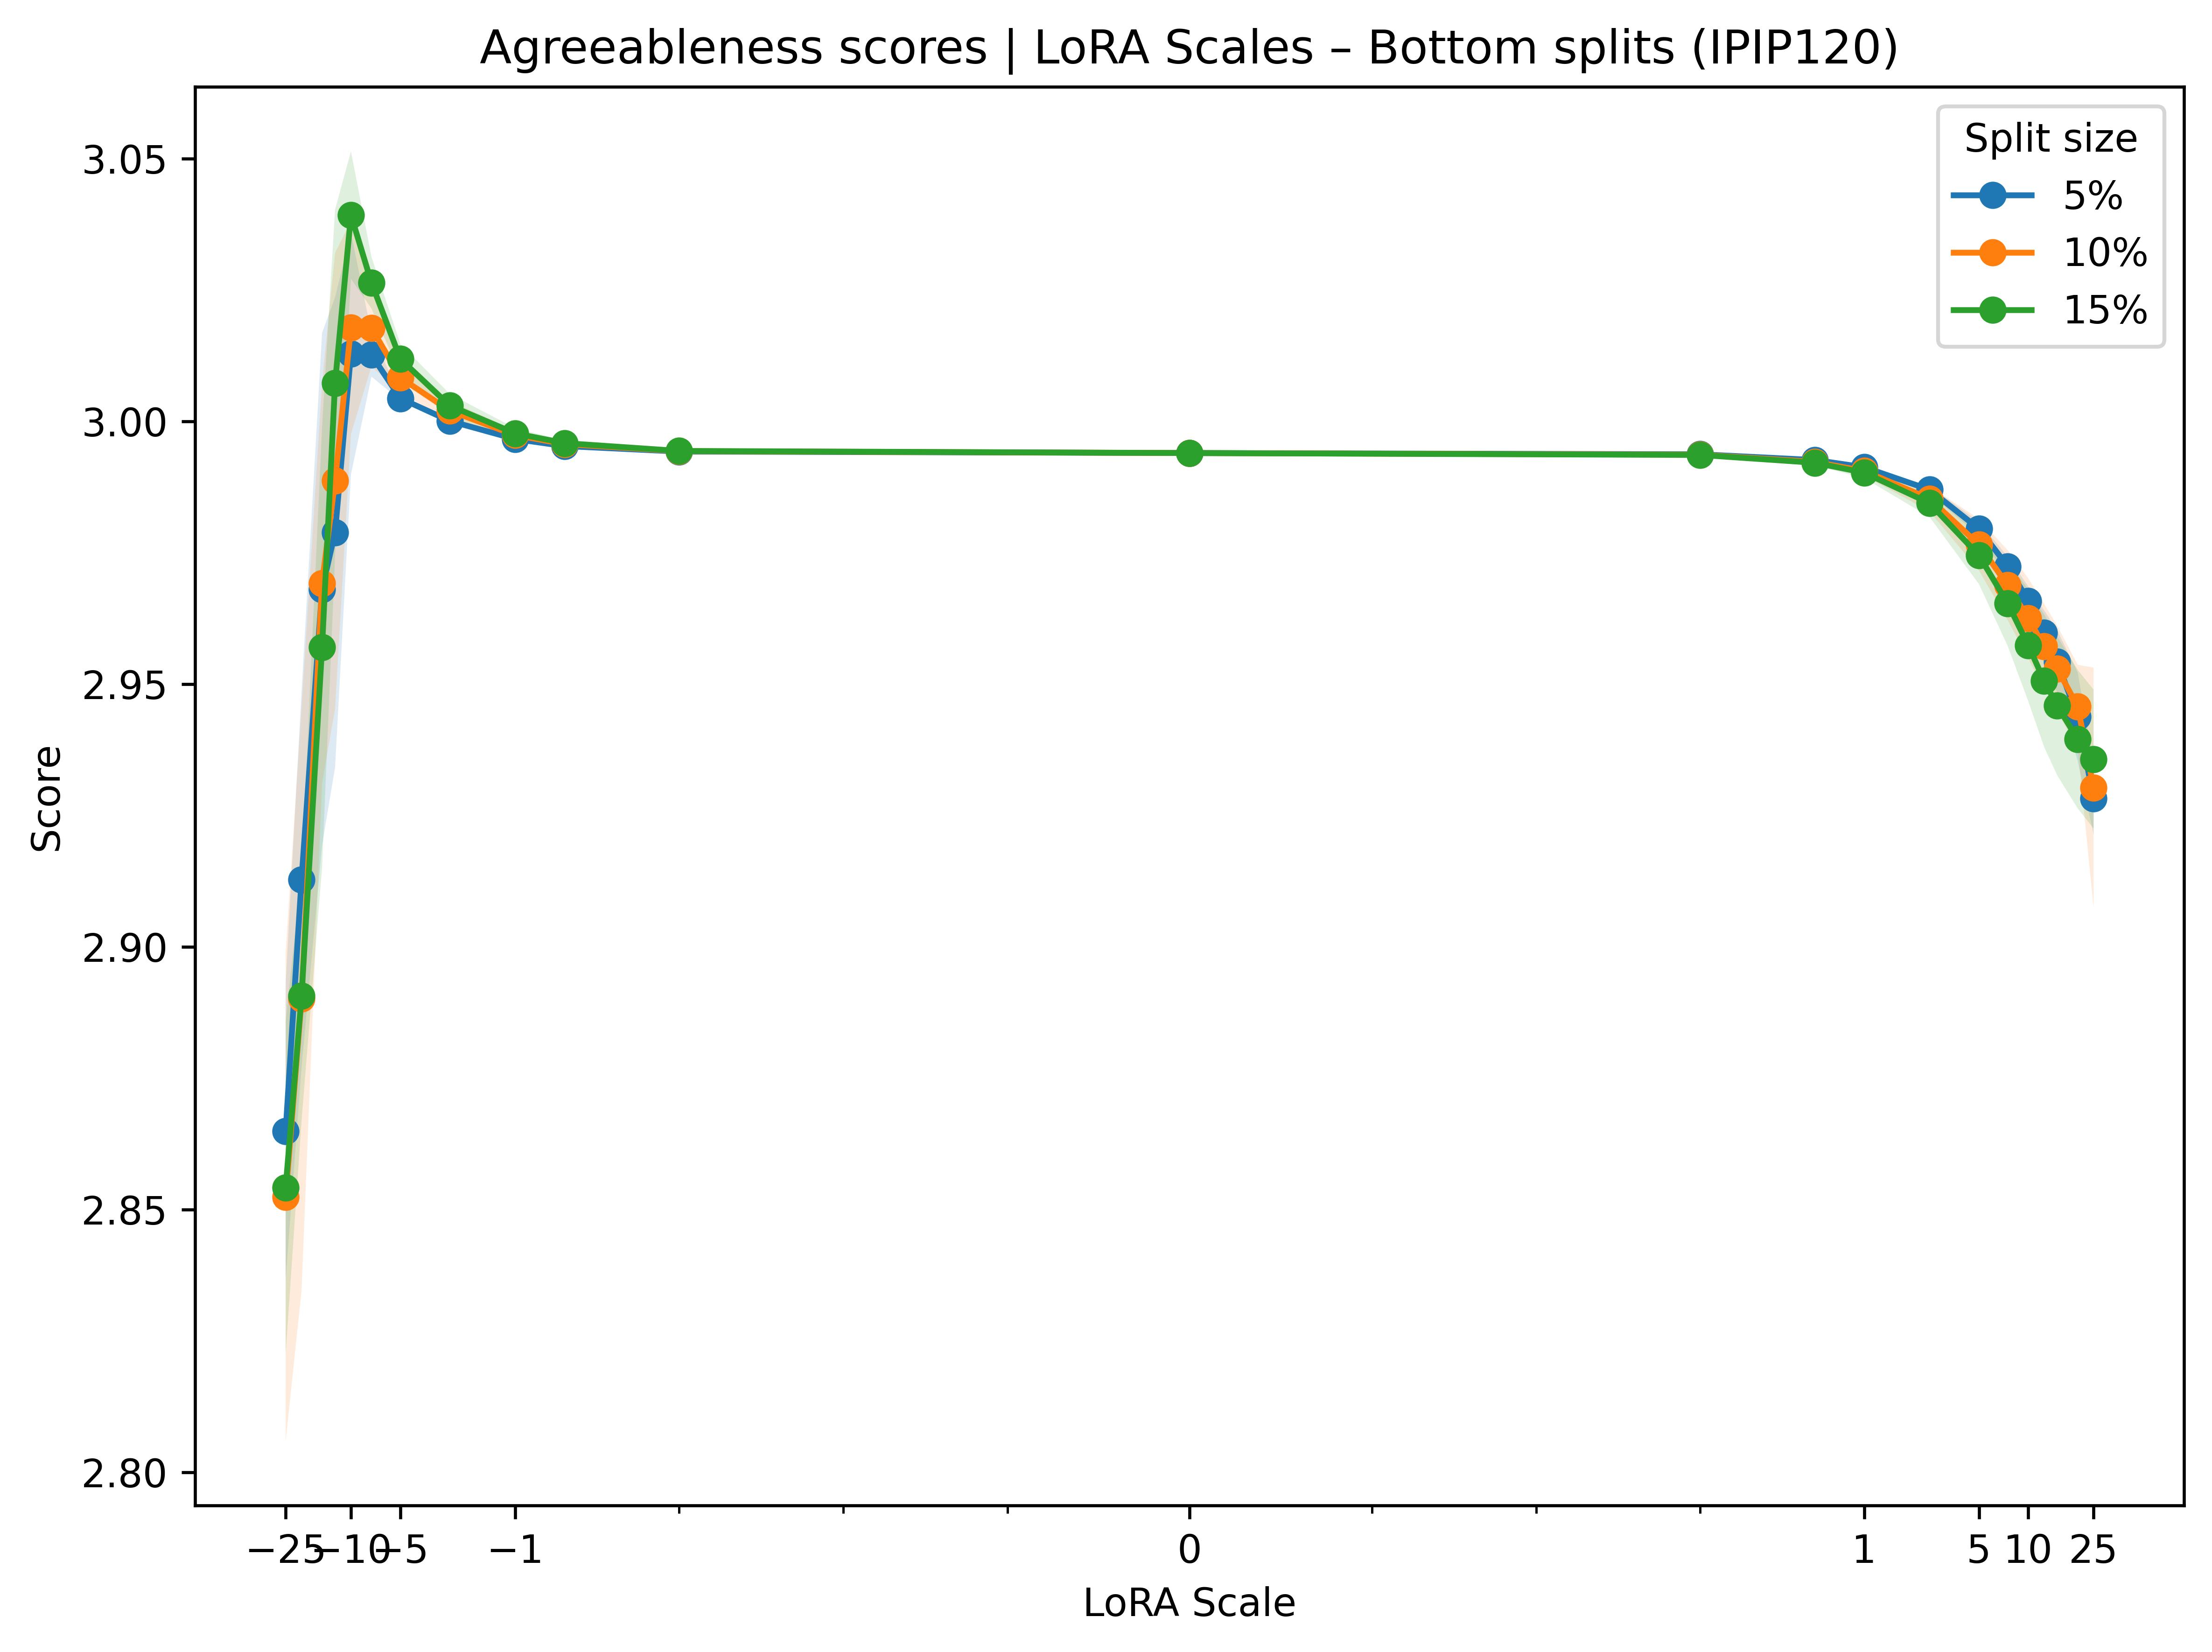 Agreeableness scores | LoRA Scales – Bottom splits (IPIP120)
Split size
5%
10%
15%
3.05
3.00
2.95
2.90
2.85
2.80
Score
−25 −10 −5 −1 0 1 5 10 25
LoRA Scale